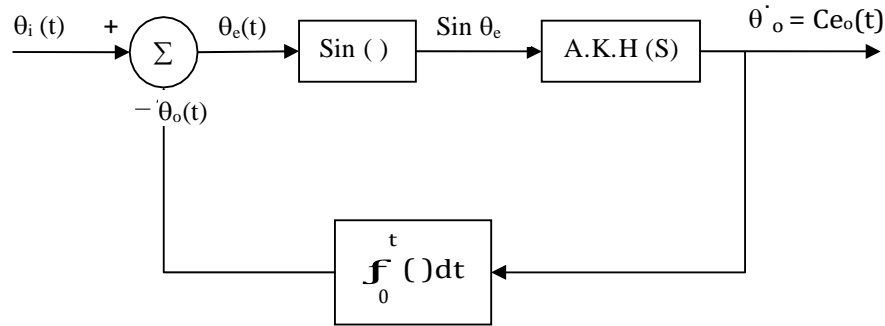 θi (t)
+
Σ
θe(t)
Sin ( )
Sin θe
A.K.H (S)
θ˙o = Ceo(t)
− θo(t)
t
∫ ( )dt
0